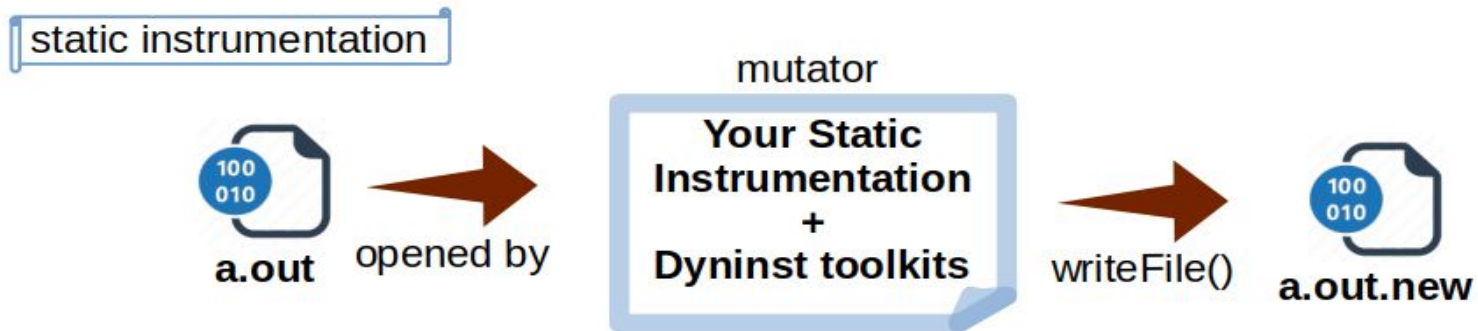 static instrumentation
mutator
Your Static
Instrumentation
+
Dyninst toolkits
100
010
a.out
opened by
writeFile()
100
010
a.out.new